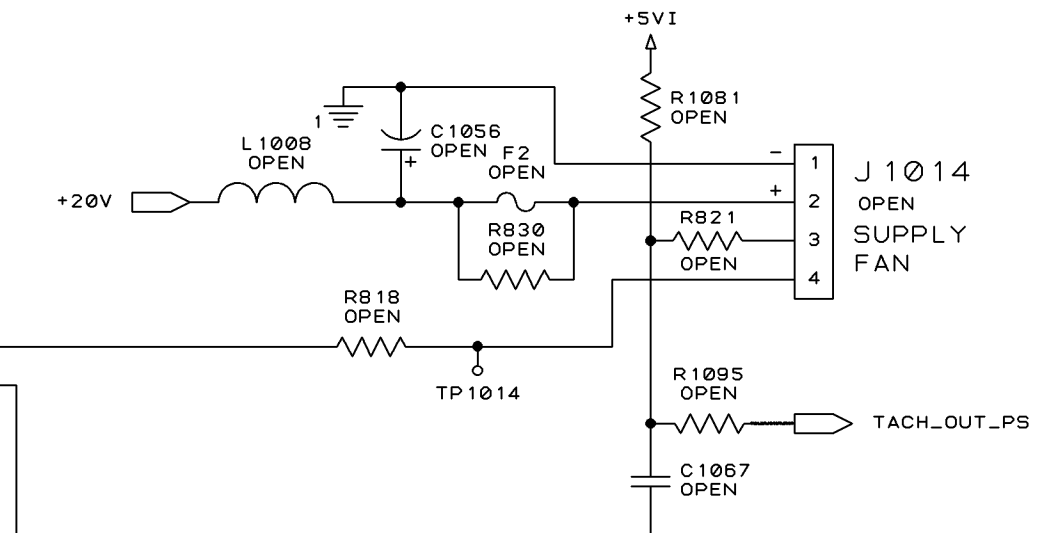 +5VI
R1081
OPEN
1
L1008
OPEN
C1056
OPEN
+
F2
OPEN
-
1
J1014
+20V
+
2
OPEN
R830
OPEN
R821
OPEN
3
SUPPLY
FAN
4
R818
OPEN
TP1014
R1095
OPEN
TACH_OUT_PS
C1067
OPEN